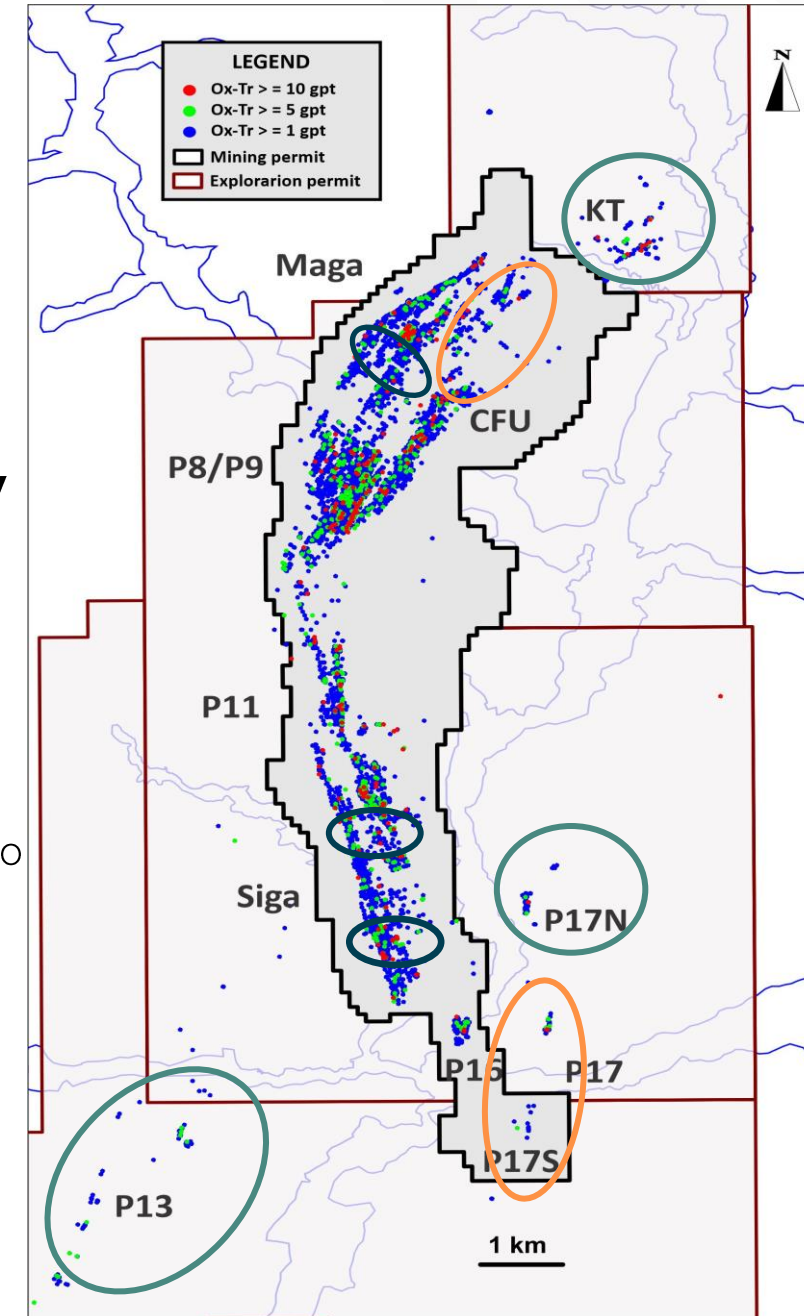 LEGEND
Ox-Tr > = 10 gpt
Ox-Tr > = 5 gpt
Ox-Tr > = 1 gpt
Mining permit
Explorarion permit
N
KT
Maga
CFU
P8/P9
y
P11
o
Siga
P17N
P16
P17
P17S
P13
1 km